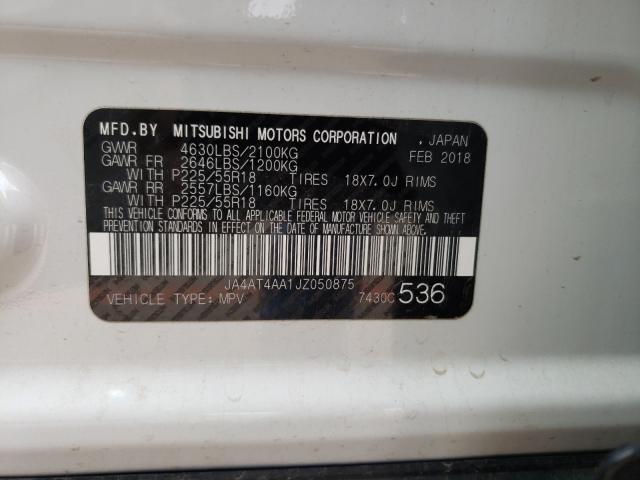 MFD.BY MITSUBISHI MOTORS CORPORATION , JAPAN
GVWR 4630LBS/2100KG FEB 2018
GAWR FR 2646LBS/1200KG
WITH P225/55R18 TIRES 18X7.0J RIMS
GAWR RR 2557LBS/1160KG
WITH P225/55R18 TIRES 18X7.0J RIMS
THIS VEHICLE CONFORMS TO ALL APPLICABLE FEDERAL MOTOR VEHICLE SAFETY AND THEFT
PREVENTION STANDARDS IN EFFECT ON THE DATE OF MANUFACTURE SHOWN ABOVE.
JA4AT4AA1JZ050875
VEHICLE TYPE: MPV 7430C 536